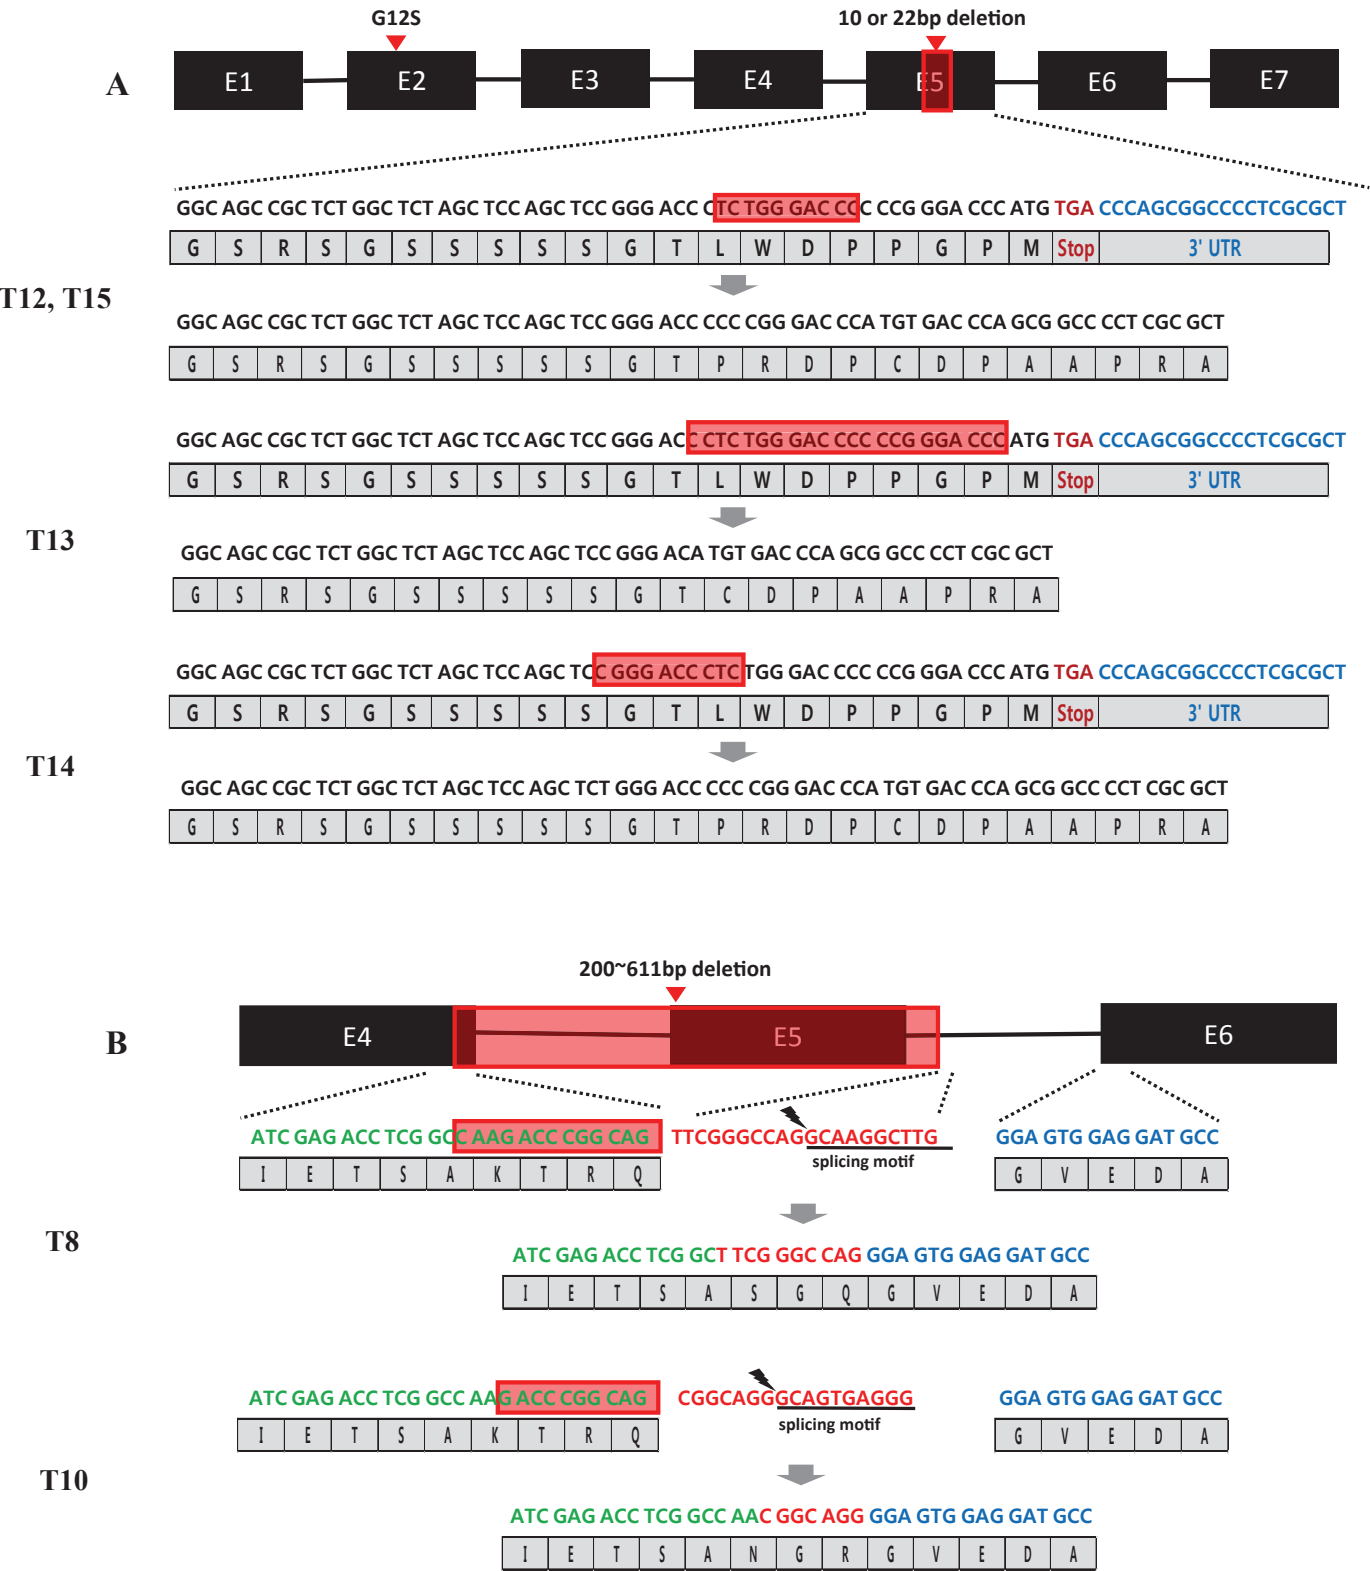 G12S
10 or 22bp deletion
A
E1 E2 E3 E4 E5 E6 E7
GGC AGC CGC TCT GGC TCT AGC TCC AGC TCC GGG ACC CTC TGG GAC CCC CCG GGA CCC ATG TGA CCCAGCGGCCCCTCGCGCT
G S R S G S S S S S G T L W D P P G P M Stop 3' UTR
T12, T15
GGC AGC CGC TCT GGC TCT AGC TCC AGC TCC GGG ACC CCC CGG GAC CCA TGT GAC CCA GCG GCC CCT CGC GCT
G S R S G S S S S S G T P R D P C D P A A P R A
GGC AGC CGC TCT GGC TCT AGC TCC AGC TCC GGG ACC CTC TGG GAC CCC CCG GGA CCC ATG TGA CCCAGCGGCCCCTCGCGCT
G S R S G S S S S S G T L W D P P G P M Stop 3' UTR
T13
GGC AGC CGC TCT GGC TCT AGC TCC AGC TCC GGG ACA TGT GAC CCA GCG GCC CCT CGC GCT
G S R S G S S S S S G T C D P A A P R A
GGC AGC CGC TCT GGC TCT AGC TCC AGC TCC GGG ACC CTC TGG GAC CCC CCG GGA CCC ATG TGA CCCAGCGGCCCCTCGCGCT
G S R S G S S S S S G T L W D P P G P M Stop 3' UTR
T14
GGC AGC CGC TCT GGC TCT AGC TCC AGC TCT GGG ACC CCC CGG GAC CCA TGT GAC CCA GCG GCC CCT CGC GCT
G S R S G S S S S S G T P R D P C D P A A P R A
200~611bp deletion
B
E4 E5 E6
ATC GAG ACC TCG GCC AAG ACC CGG CAG TTCGGGCCAGGCAAGGCTTG GGA GTG GAG GAT GCC
splicing motif
I E T S A K T R Q G V E D A
T8
ATC GAG ACC TCG GCT TCG GGC CAG GGA GTG GAG GAT GCC
I E T S A S G Q G V E D A
ATC GAG ACC TCG GCC AAG ACC CGG CAG CGGCAGGGCAGTGAGGG GGA GTG GAG GAT GCC
splicing motif
I E T S A K T R Q G V E D A
T10
ATC GAG ACC TCG GCC AAC GGC AGG GGA GTG GAG GAT GCC
I E T S A N G R G V E D A